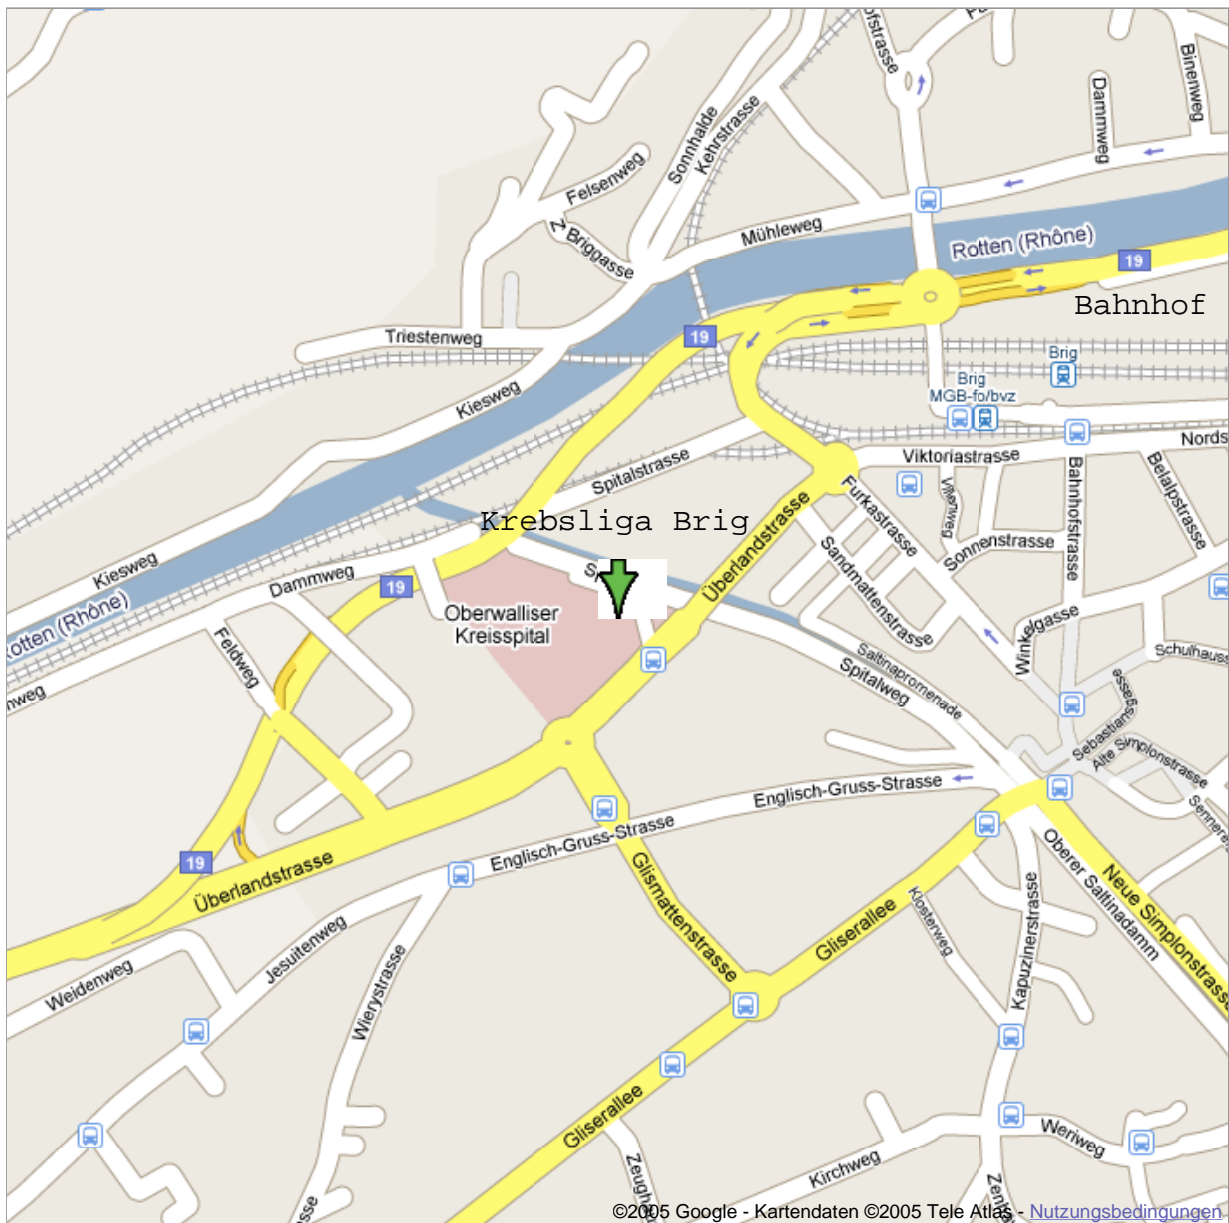 Binenweg
Dammweg
Sonnhalde
Kehrstrasse
Felsenweg
Z Briggasse
Mühleweg
Rotten (Rhône)
19
Bahnhof
Triestenweg
19
Brig
Brig
MGB-fo/bvz
Kiesweg
Nords
Viktoriastrasse
Spitalstrasse
Bahnhofstrasse
Belalpstrasse
Villenweg
Furkastrasse
Krebsliga Brig
Überlandstrasse
Sonnenstrasse
Sandmattenstrasse
Kiesweg
Dammweg
19
Sp
Oberwalliser
Kreisspital
Rotten (Rhône)
Winkelgasse
Feldweg
Schulhauss
Saltinapromenade
Spitalweg
nweg
Sebastiansgasse
Alte Simplonstrasse
Englisch-Gruss-Strasse
Englisch-Gruss-Strasse
19
Überlandstrasse
Glismattenstrasse
Oberer Saltinadamm
Neue Simplonstrasse
Klosterweg
Kapuzinerstrasse
Gliserallee
Jesuitenweg
Weidenweg
Wierystrasse
Gliserallee
Weriweg
Kirchweg
©2005 Google - Kartendaten ©2005 Tele Atlas - Nutzungsbedingungen